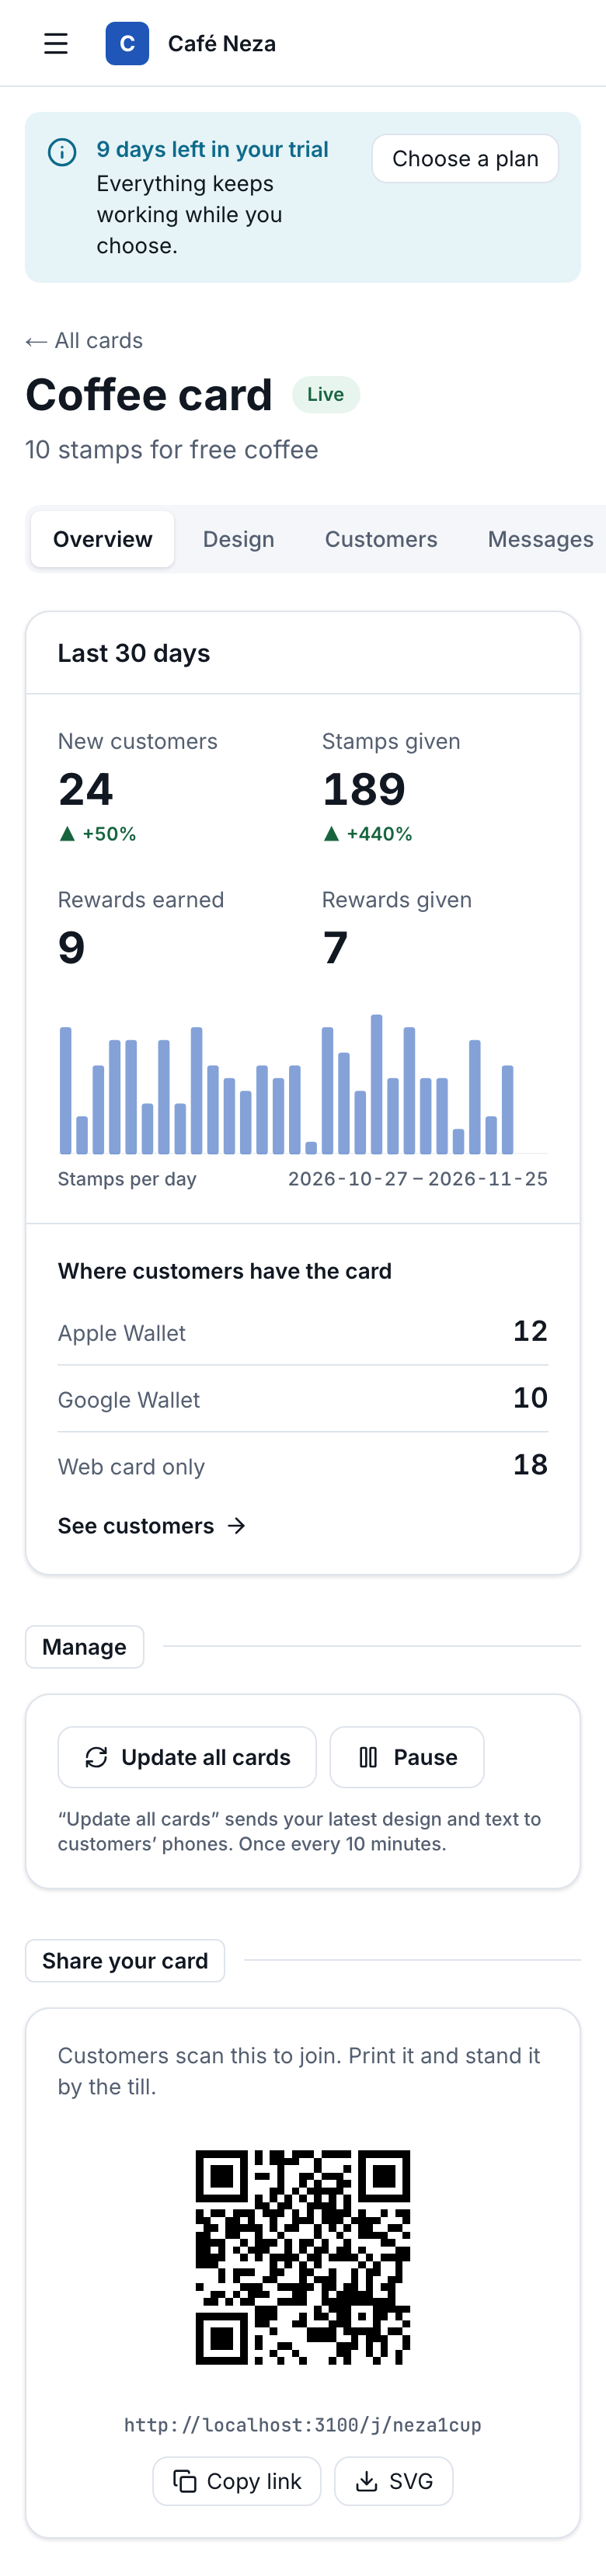 C
Café Neza
9 days left in your trial
Everything keeps
working while you
choose.
Choose a plan
← All cards
Coffee card
Live
10 stamps for free coffee
Overview
Design
Customers
Messages
Last 30 days
New customers
24
▲ +50%
Stamps given
189
▲ +440%
Rewards earned
9
Rewards given
7
Stamps per day
2026-10-27 – 2026-11-25
Where customers have the card
Apple Wallet
12
Google Wallet
10
Web card only
18
See customers →
Manage
Update all cards
Pause
“Update all cards” sends your latest design and text to
customers’ phones. Once every 10 minutes.
Share your card
Customers scan this to join. Print it and stand it
by the till.
http://localhost:3100/j/neza1cup
Copy link
SVG